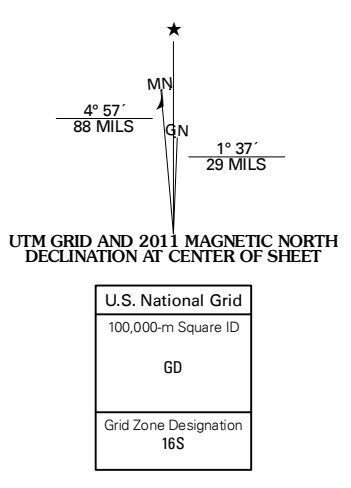 ★
MN
GN
4° 57´
88 MILS
1° 37´
29 MILS
UTM GRID AND 2011 MAGNETIC NORTH
DECLINATION AT CENTER OF SHEET
U.S. National Grid
100,000-m Square ID
GD
Grid Zone Designation
16S